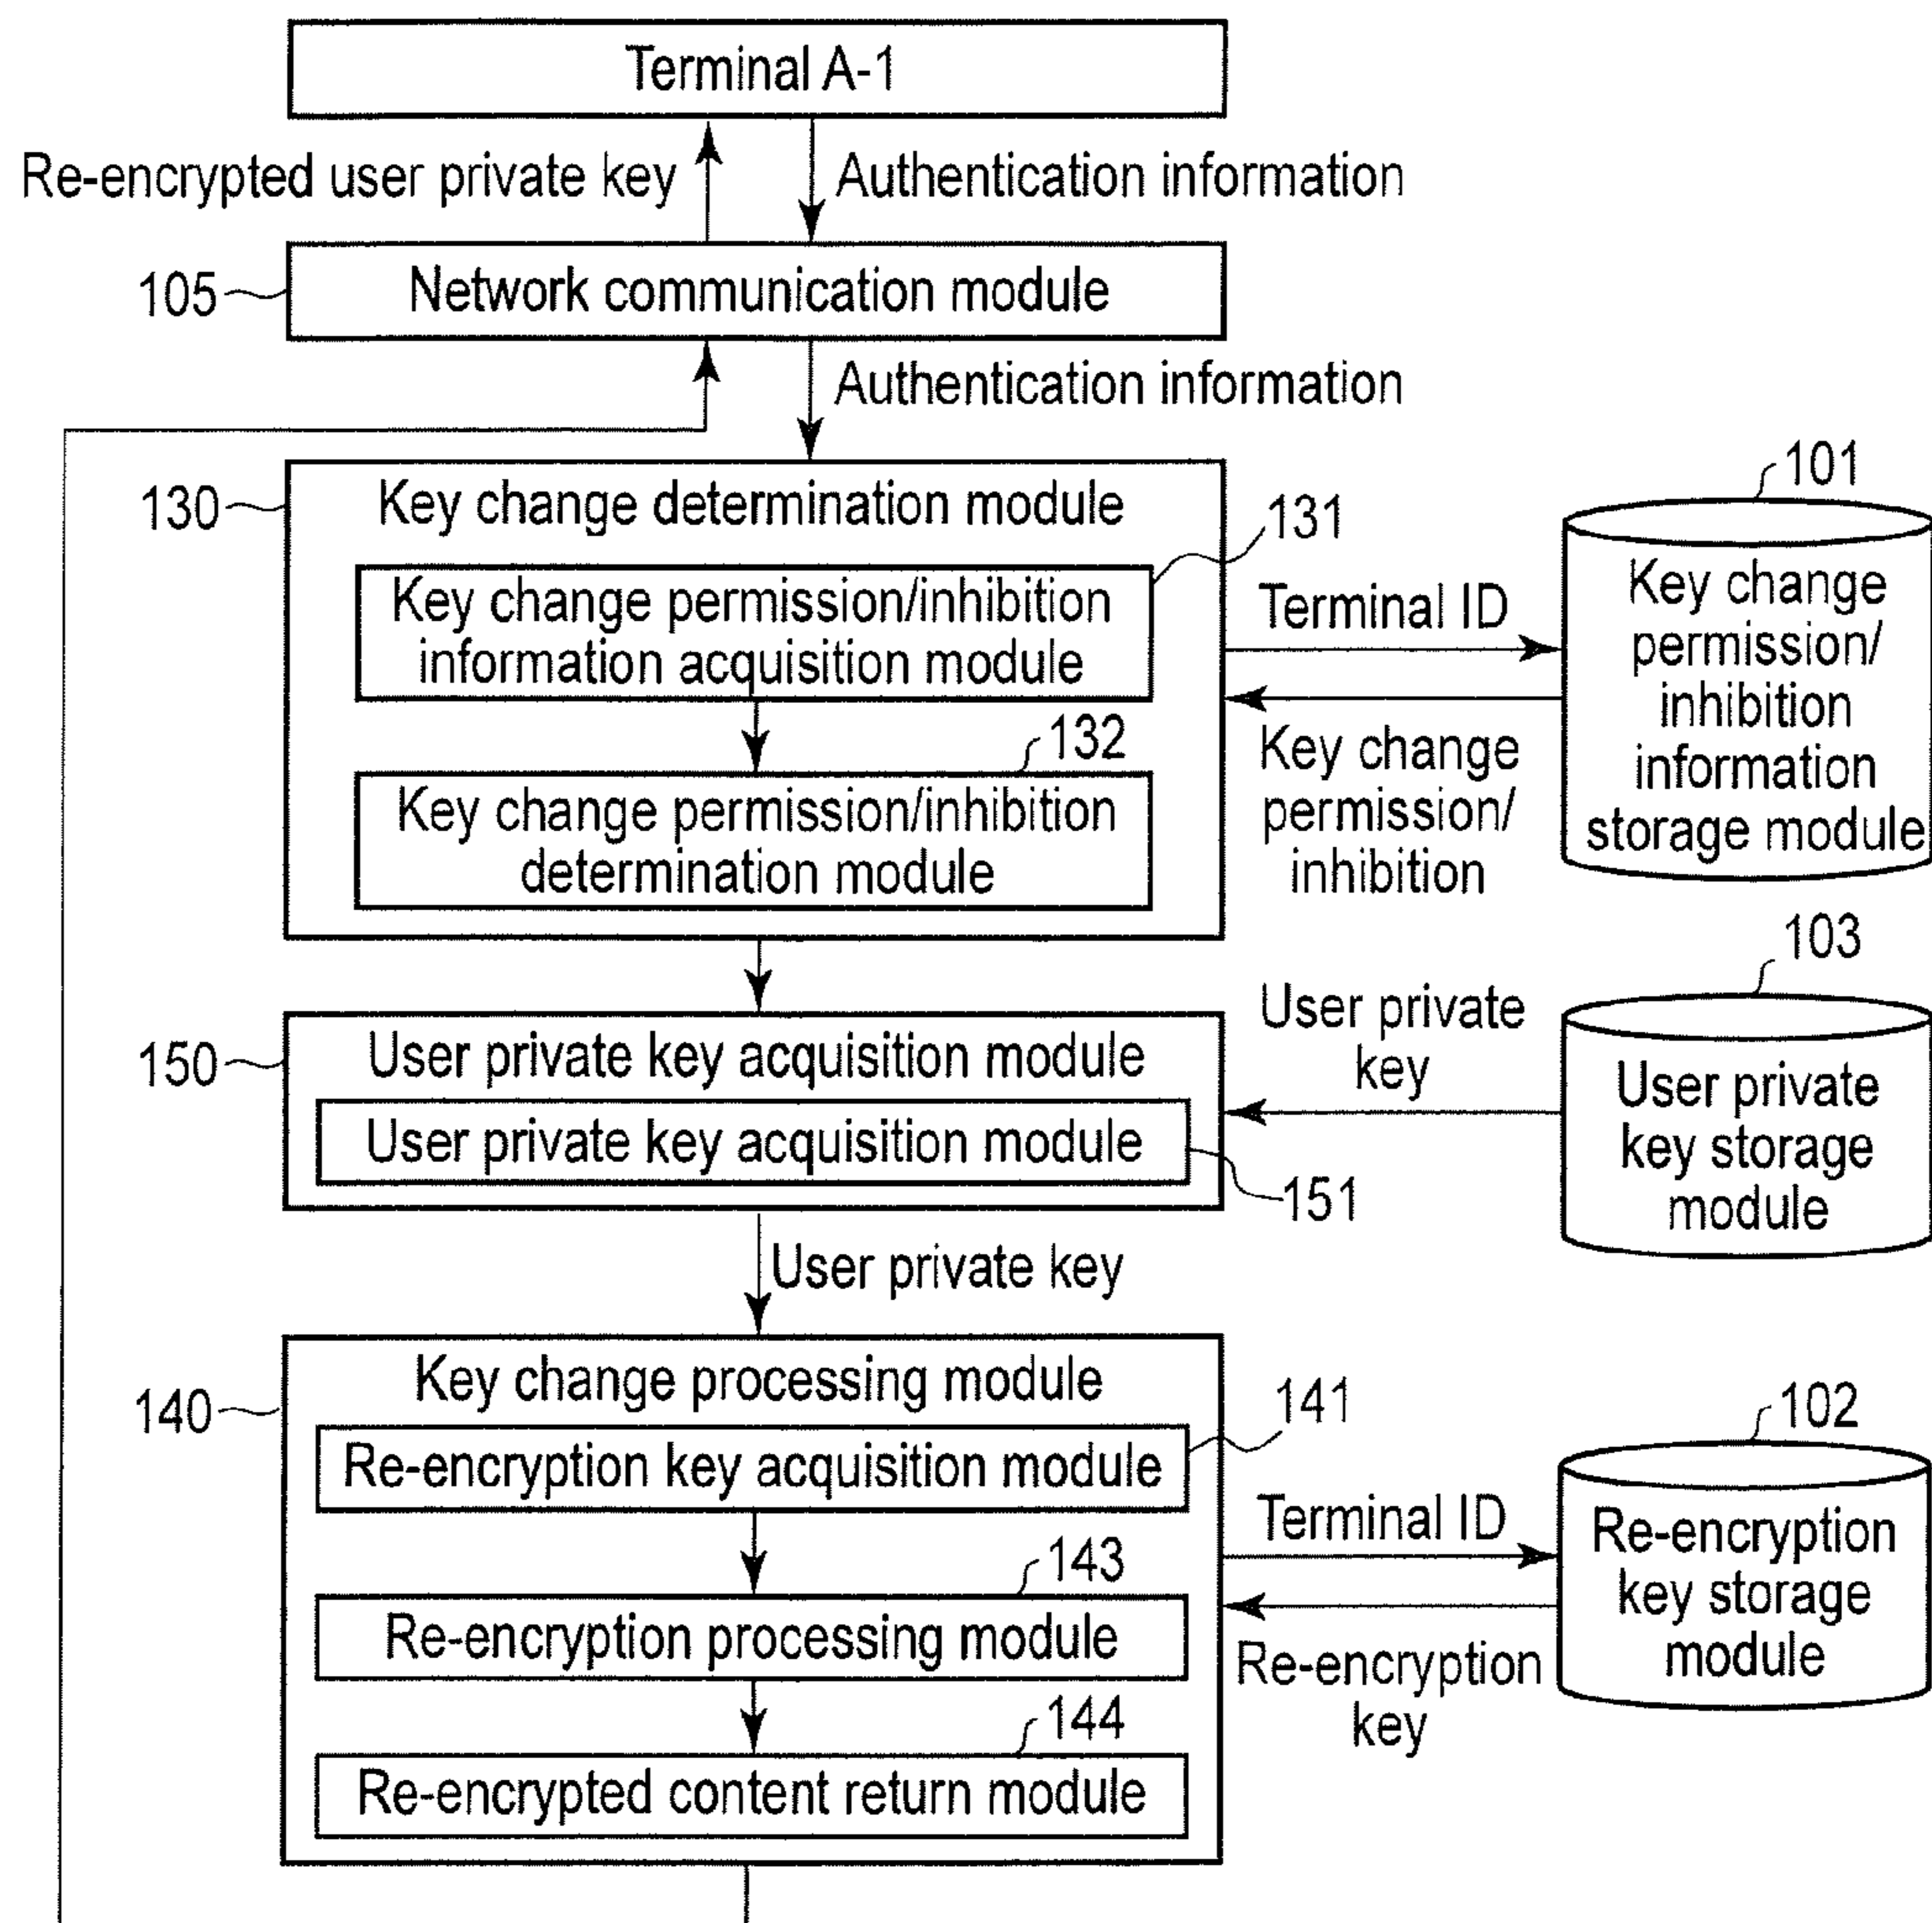 Terminal A-1
Re-encrypted user private key
Authentication information
105
Network communication module
Authentication information
130
Key change determination module
131
Key change permission/inhibition
information acquisition module
132
Key change permission/inhibition
determination module
Terminal ID
Key change
permission/
inhibition
101
Key change
permission/
inhibition
information
storage module
150
User private key acquisition module
User private key acquisition module
151
User private
key
103
User private
key storage
module
User private key
140
Key change processing module
141
Re-encryption key acquisition module
143
Re-encryption processing module
144
Re-encrypted content return module
Terminal ID
Re-encryption
key
102
Re-encryption
key storage
module